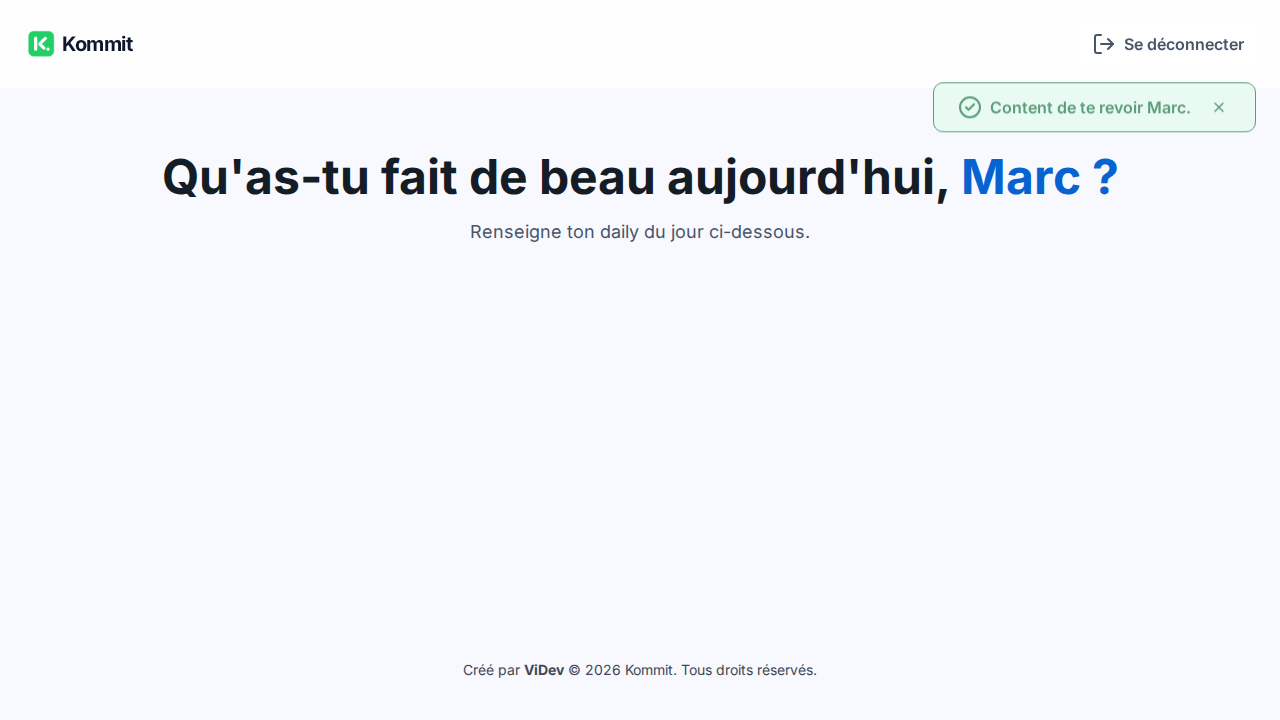 Kommit
Se déconnecter
Content de te revoir Marc.
Qu'as-tu fait de beau aujourd'hui, Marc ?
Renseigne ton daily du jour ci-dessous.
Créé par ViDev © 2026 Kommit. Tous droits réservés.